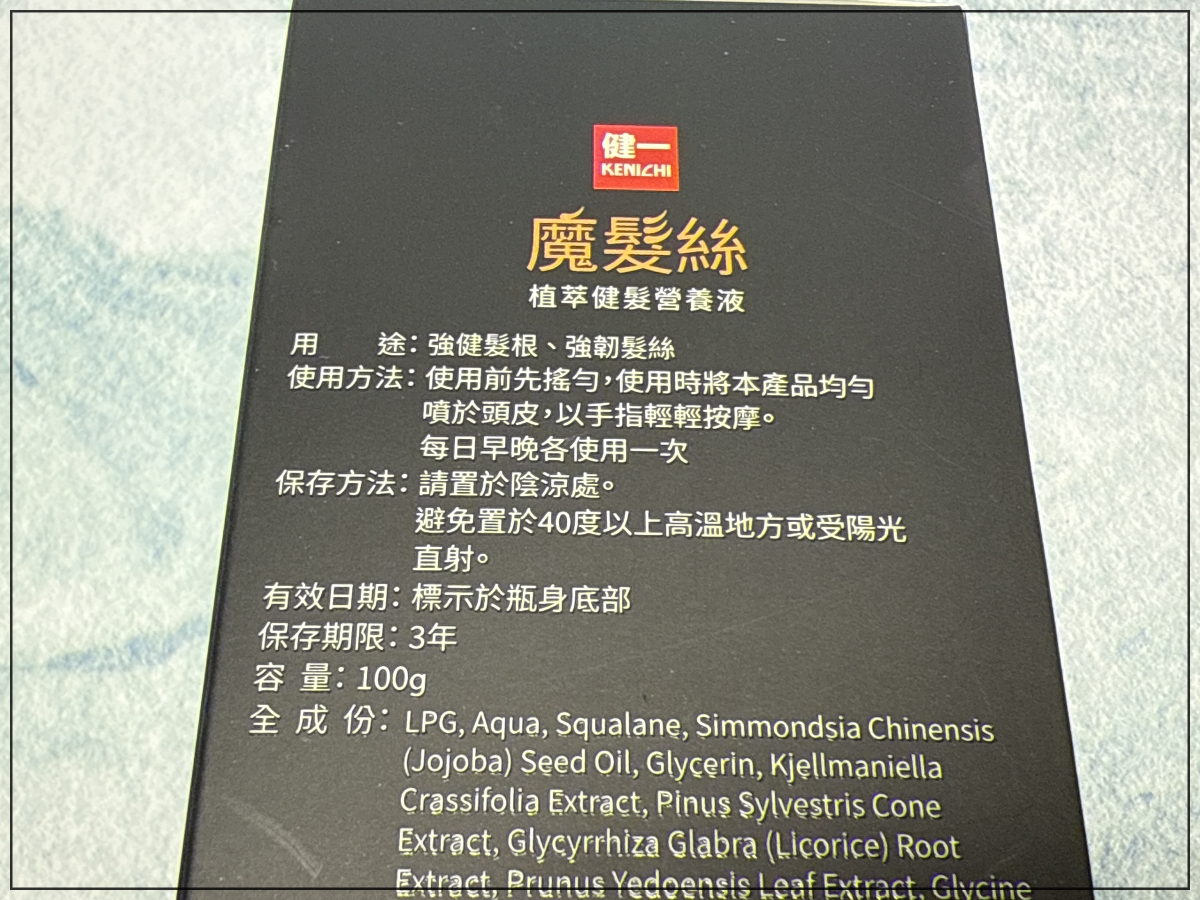 健一
KENICHI
魔髮絲
植萃健髮營養液
用 途：強健髮根、強韌髮絲
使用方法：使用前先搖勻，使用時將本產品均勻
噴於頭皮，以手指輕輕按摩。
每日早晚各使用一次
保存方法：請置於陰涼處。
避免置於40度以上高溫地方或受陽光
直射。
有效日期：標示於瓶身底部
保存期限：3年
容 量：100g
全 成 份：LPG, Aqua, Squalane, Simmondsia Chinensis
(Jojoba) Seed Oil, Glycerin, Kjellmaniella
Crassifolia Extract, Pinus Sylvestris Cone
Extract, Glycyrrhiza Glabra (Licorice) Root
Extract, Prunus Yedoensis Leaf Extract, Glycine